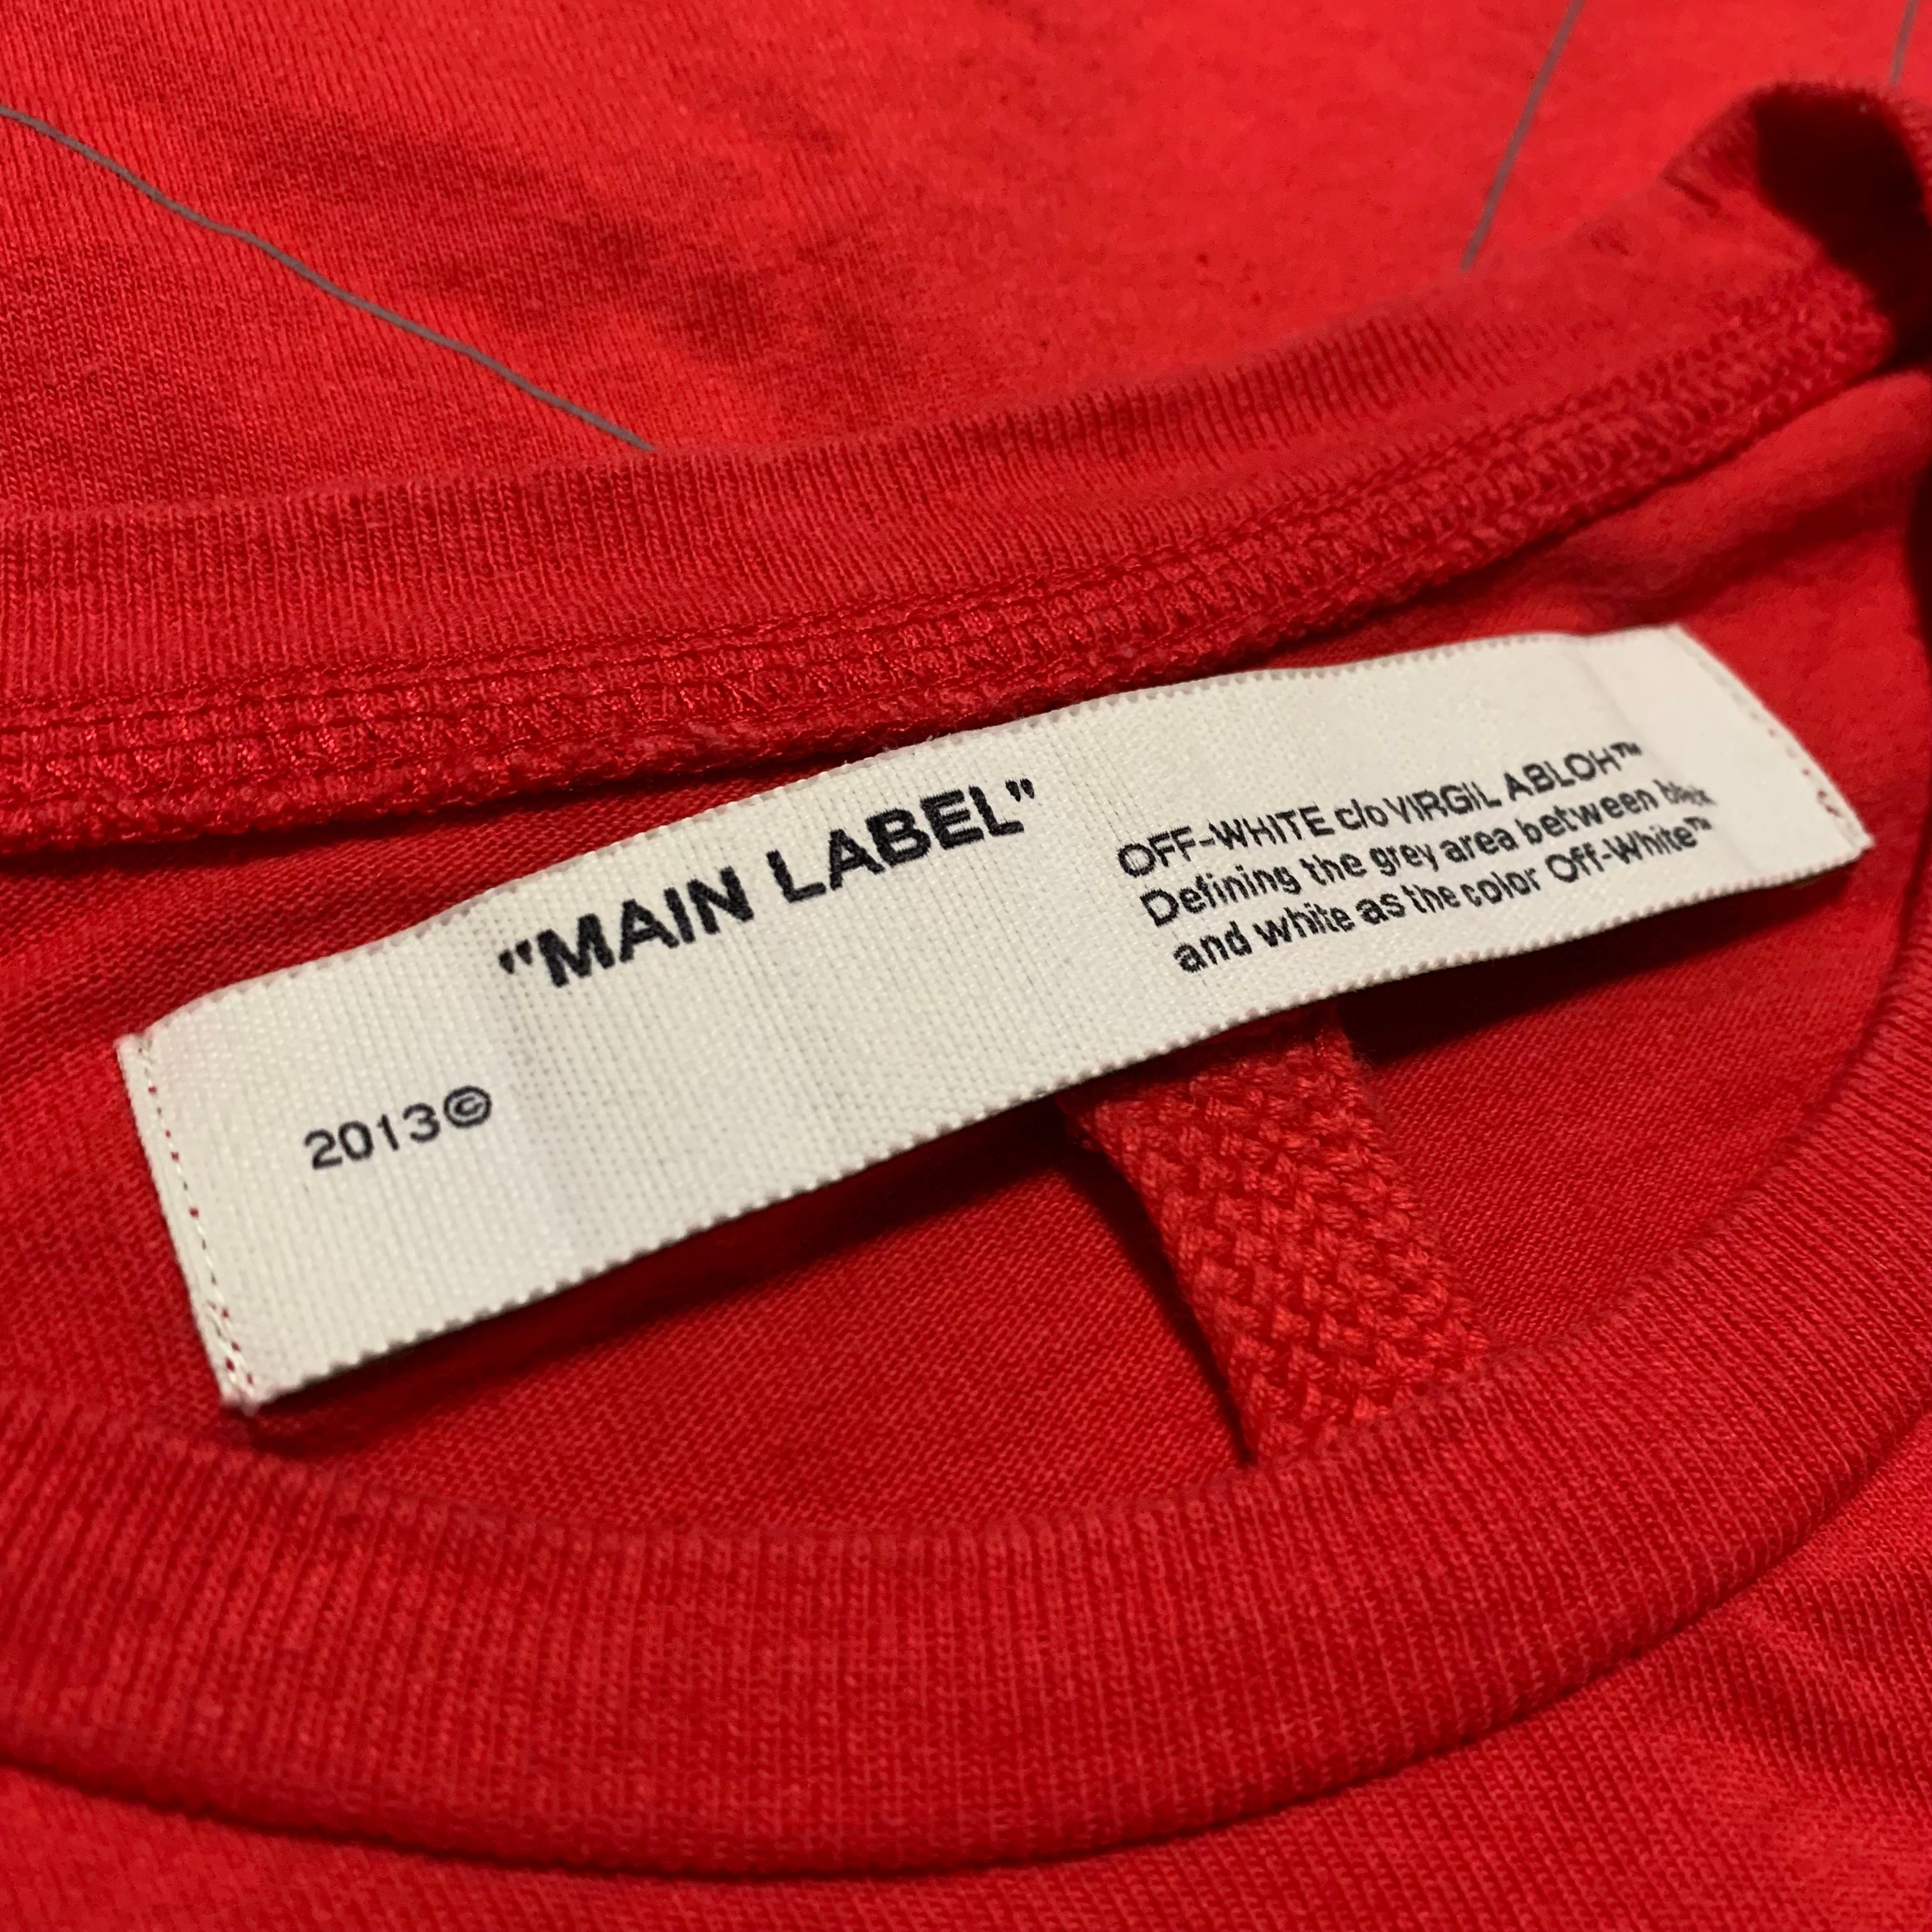 "MAIN LABEL"
OFF-WHITE c/o VIRGIL ABLOH™
Defining the grey area between black
and white as the color Off-White™
2013©